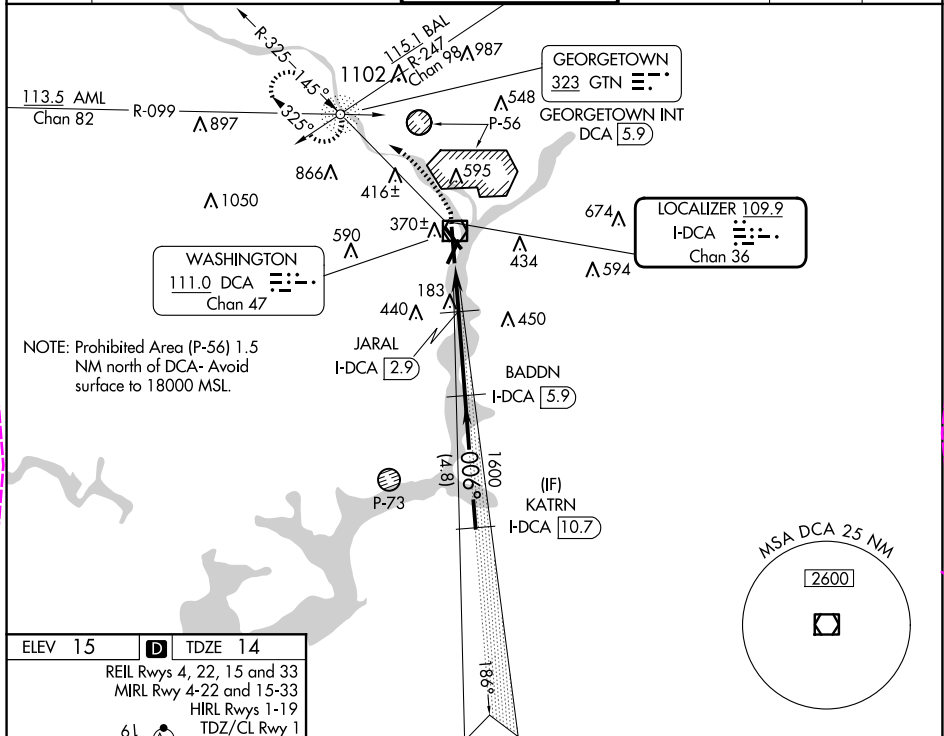 R-325
145°
325°
115.1 BAL
R-247
Chan 98
987
1102
GEORGETOWN
323 GTN
GEORGETOWN INT
DCA 5.9
113.5 AML
Chan 82
R-099
897
548
P-56
866
416±
595
1050
370±
674
LOCALIZER 109.9
I-DCA
Chan 36
590
434
594
WASHINGTON
111.0 DCA
Chan 47
183
440
450
NOTE: Prohibited Area (P-56) 1.5
NM north of DCA- Avoid
surface to 18000 MSL.
JARAL
I-DCA 2.9
BADDN
I-DCA 5.9
1600
006°
(4.8)
P-73
(IF)
KATRN
I-DCA 10.7
MSA DCA 25 NM
2600
186°
ELEV 15
D
TDZE 14
REIL Rwys 4, 22, 15 and 33
MIRL Rwy 4-22 and 15-33
HIRL Rwys 1-19
TDZ/CL Rwy 1
19